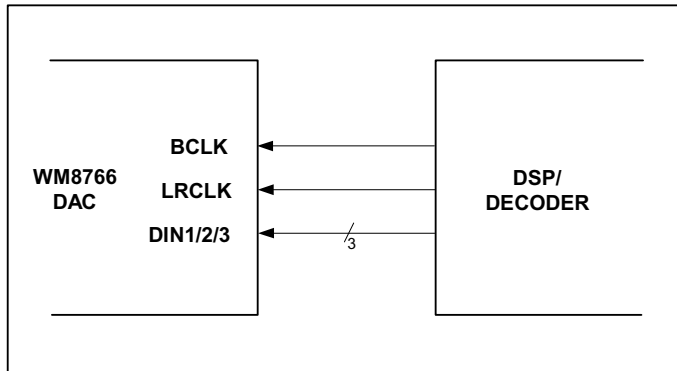 BCLK
WM8766
DAC
LRCLK
DIN1/2/3
3
DSP/
DECODER